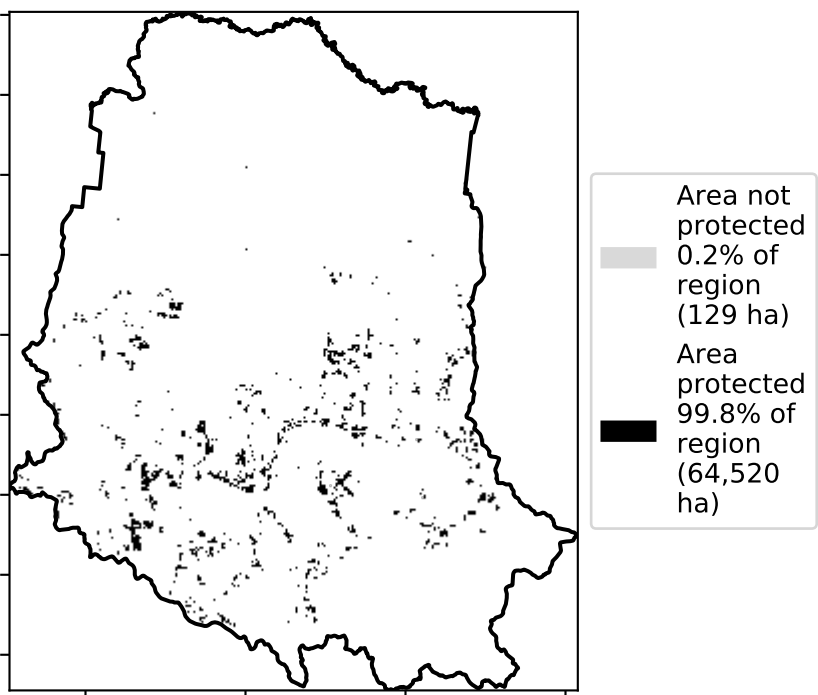 Area not
protected
0.2% of
region
(129 ha)
Area
protected
99.8% of
region
(64,520
ha)